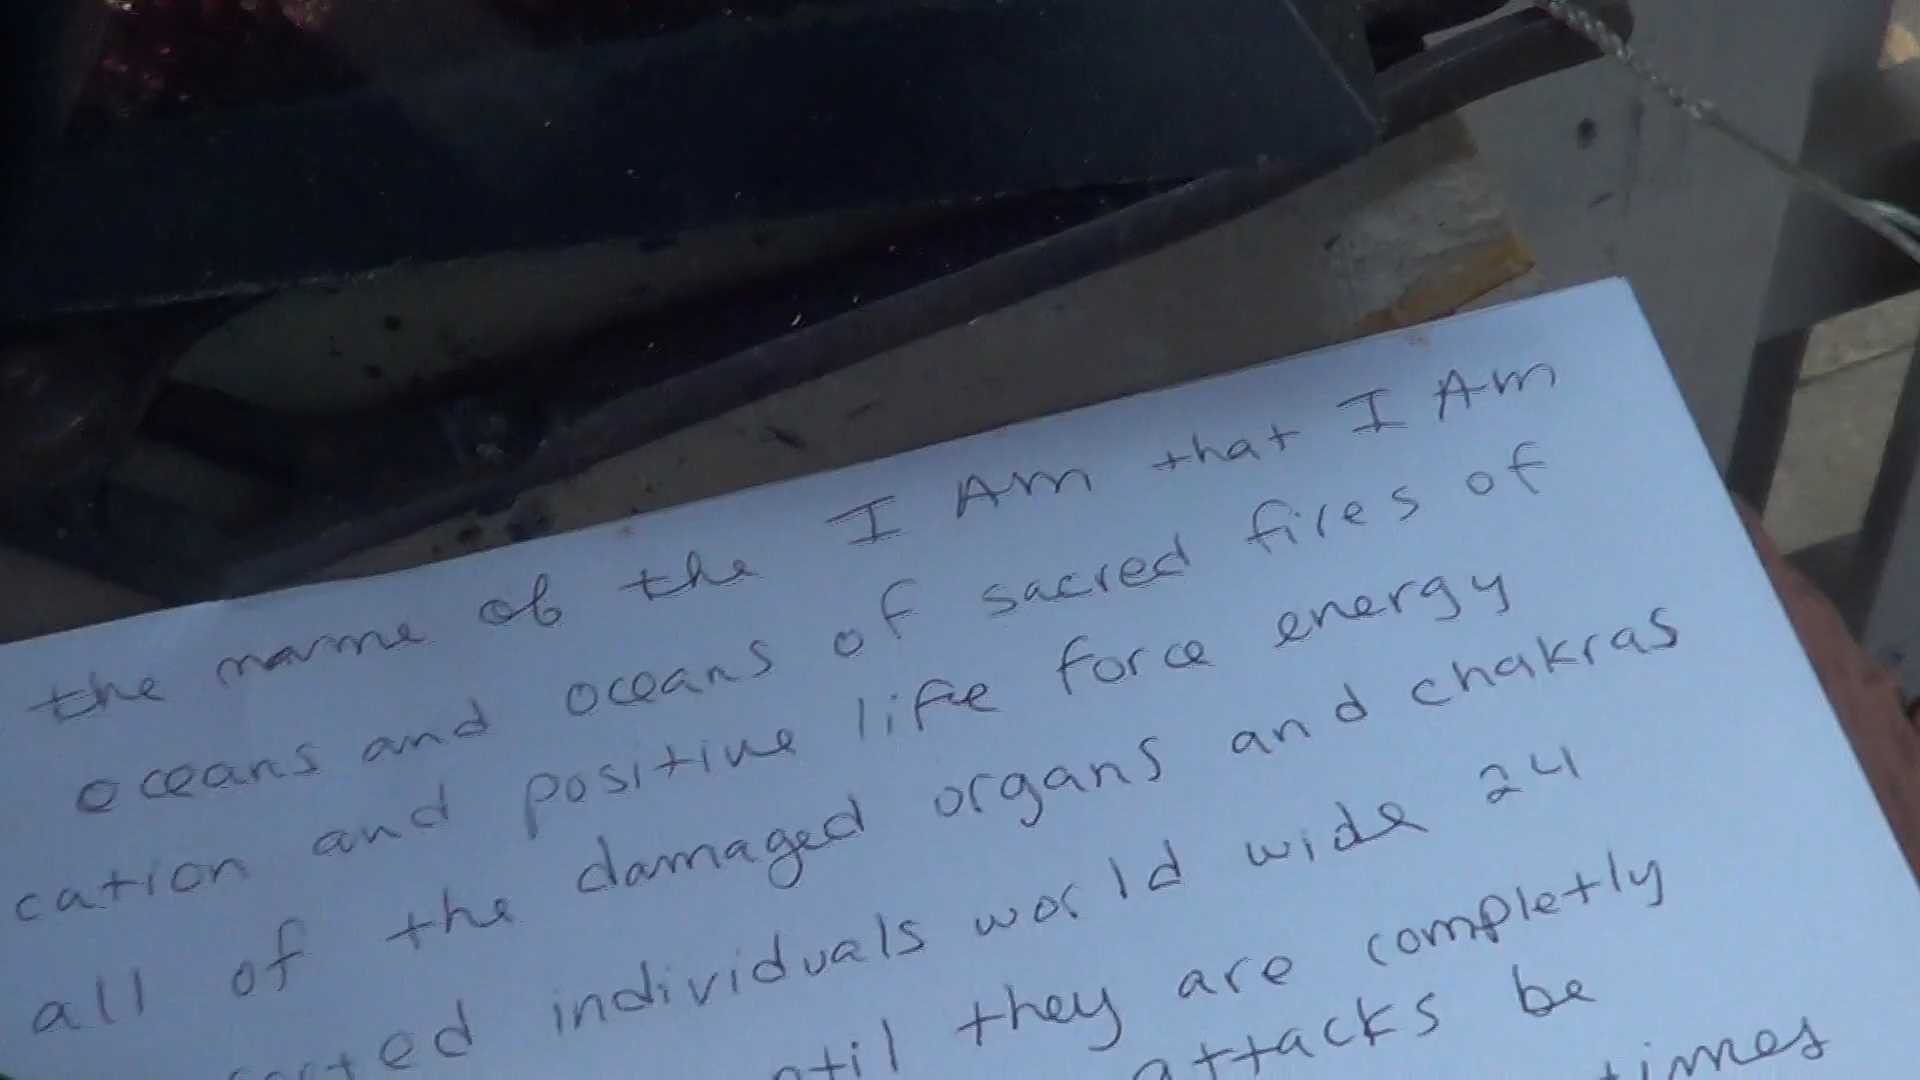 the name of the I AM that I AM
oceans and oceans of sacred fires of
cation and positive life force energy
all of the damaged organs and chakras
individuals world wide 24
they are completly
attacks be
times